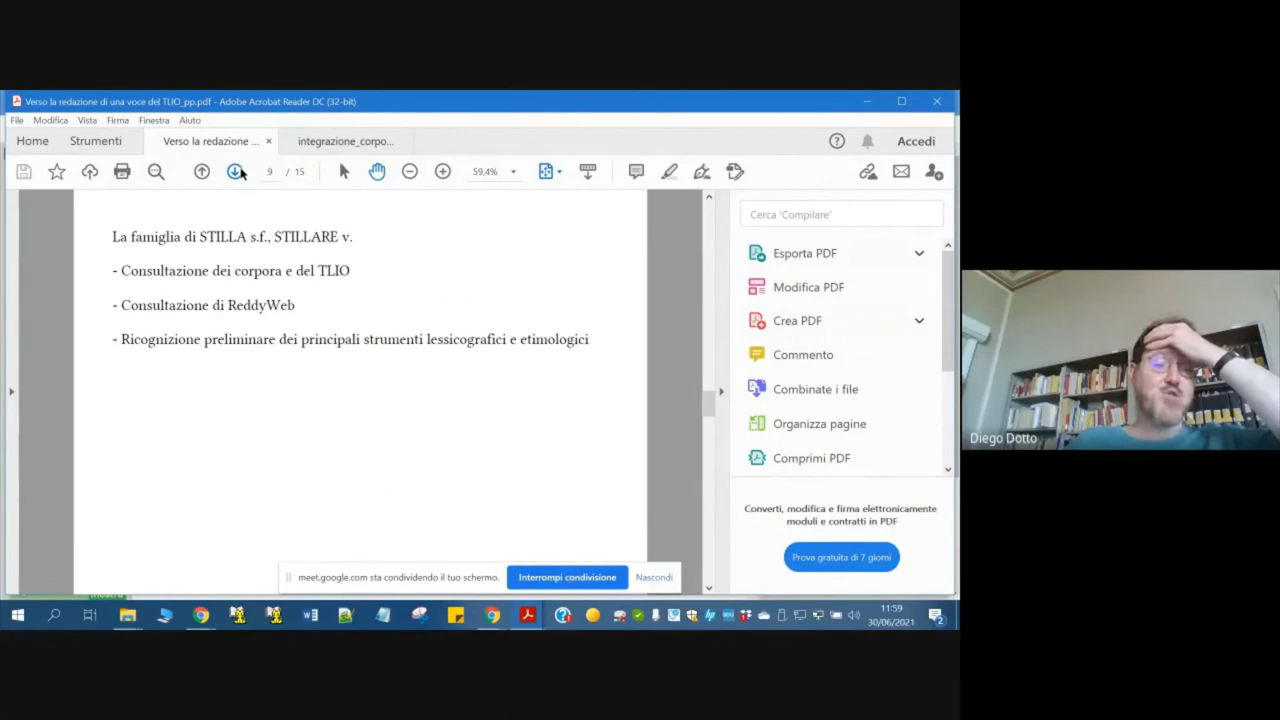 Verso la redazione di una voce del TLIO_pp.pdf - Adobe Acrobat Reader DC (32-bit)
File Modifica Vista Firma Finestra Aiuto
Home Strumenti Verso la redazione ... × integrazione_corpo... Accedi
9 / 15 59,4%
La famiglia di STILLA s.f., STILLARE v.
- Consultazione dei corpora e del TLIO
- Consultazione di ReddyWeb
- Ricognizione preliminare dei principali strumenti lessicografici e etimologici
Cerca 'Compilare'
Esporta PDF
Modifica PDF
Crea PDF
Commento
Combinate i file
Organizza pagine
Comprimi PDF
Converti, modifica e firma elettronicamente
moduli e contratti in PDF
Prova gratuita di 7 giorni
meet.google.com sta condividendo il tuo schermo. Interrompi condivisione Nascondi
11:59
30/06/2021
2
Diego Dotto